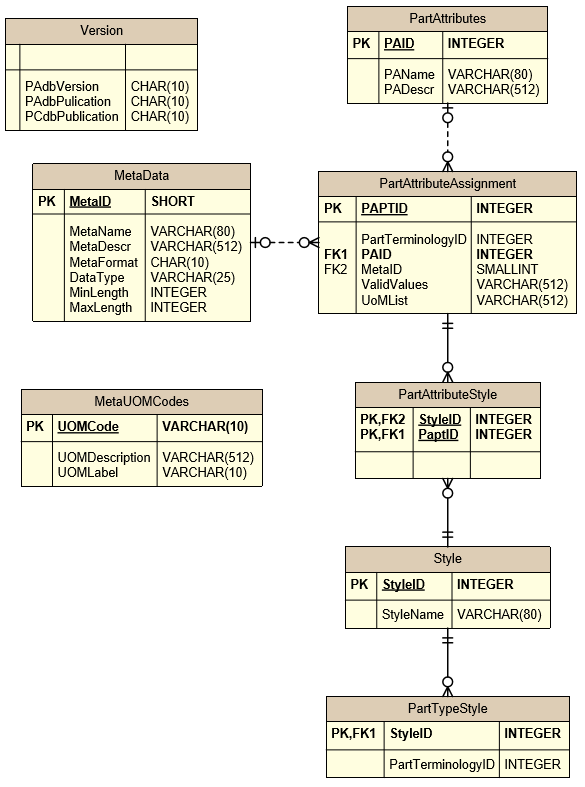 Version
PAdbVersion CHAR(10)
PAdbPulication CHAR(10)
PCdbPublication CHAR(10)
PartAttributes
PK PAID INTEGER
PAName VARCHAR(80)
PADescr VARCHAR(512)
MetaData
PK MetaID SHORT
MetaName VARCHAR(80)
MetaDescr VARCHAR(512)
MetaFormat CHAR(10)
DataType VARCHAR(25)
MinLength INTEGER
MaxLength INTEGER
PartAttributeAssignment
PK PAPTID INTEGER
PartTerminologyID INTEGER
FK1 PAID INTEGER
FK2 MetaID SMALLINT
ValidValues VARCHAR(512)
UoMList VARCHAR(512)
MetaUOMCodes
PK UOMCode VARCHAR(10)
UOMDescription VARCHAR(512)
UOMLabel VARCHAR(10)
PartAttributeStyle
PK,FK2 StyleID INTEGER
PK,FK1 PaptID INTEGER
Style
PK StyleID INTEGER
StyleName VARCHAR(80)
PartTypeStyle
PK,FK1 StyleID INTEGER
PartTerminologyID INTEGER